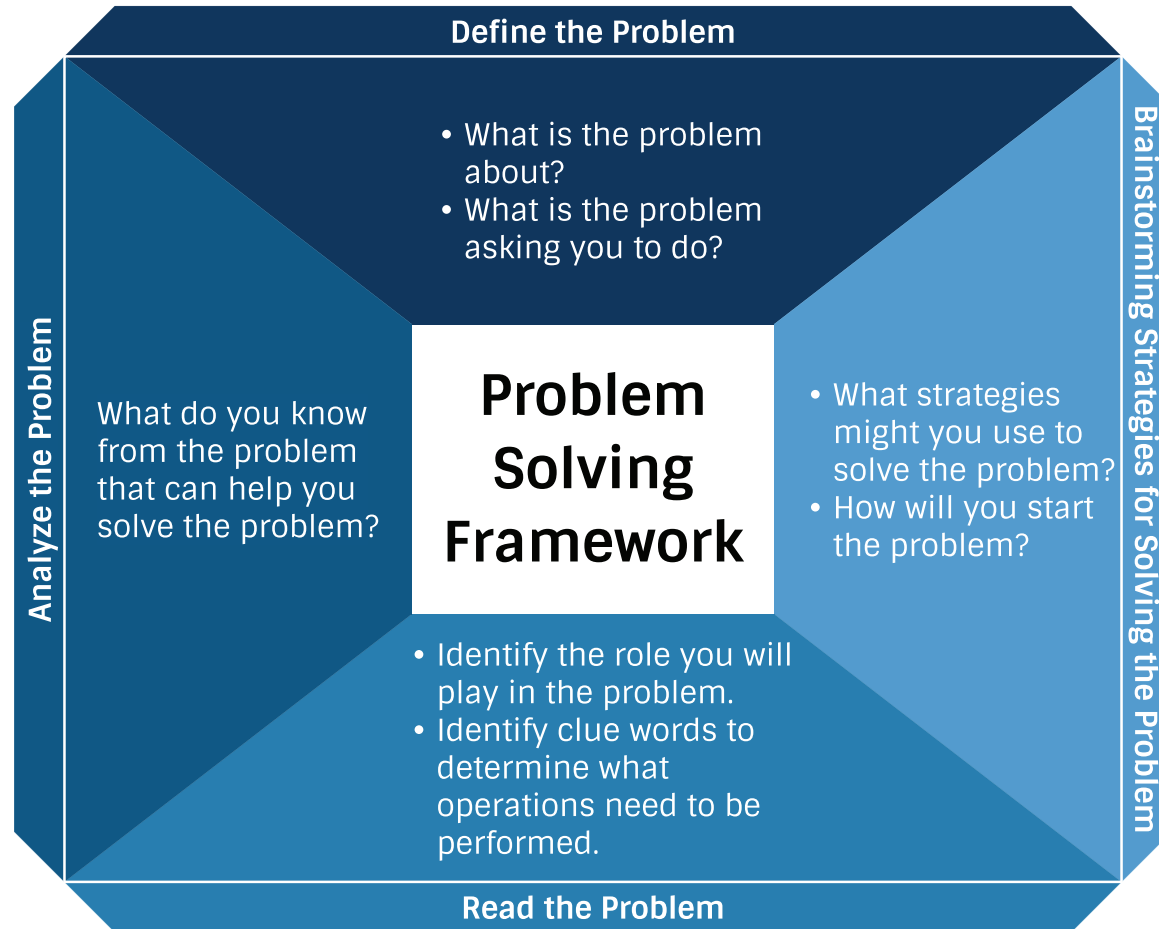 Define the Problem
• What is the problem
about?
• What is the problem
asking you to do?
Analyze the Problem
What do you know
from the problem
that can help you
solve the problem?
Problem
Solving
Framework
• What strategies
might you use to
solve the problem?
• How will you start
the problem?
Brainstorming Strategies for Solving the Problem
• Identify the role you will
play in the problem.
• Identify clue words to
determine what
operations need to be
performed.
Read the Problem